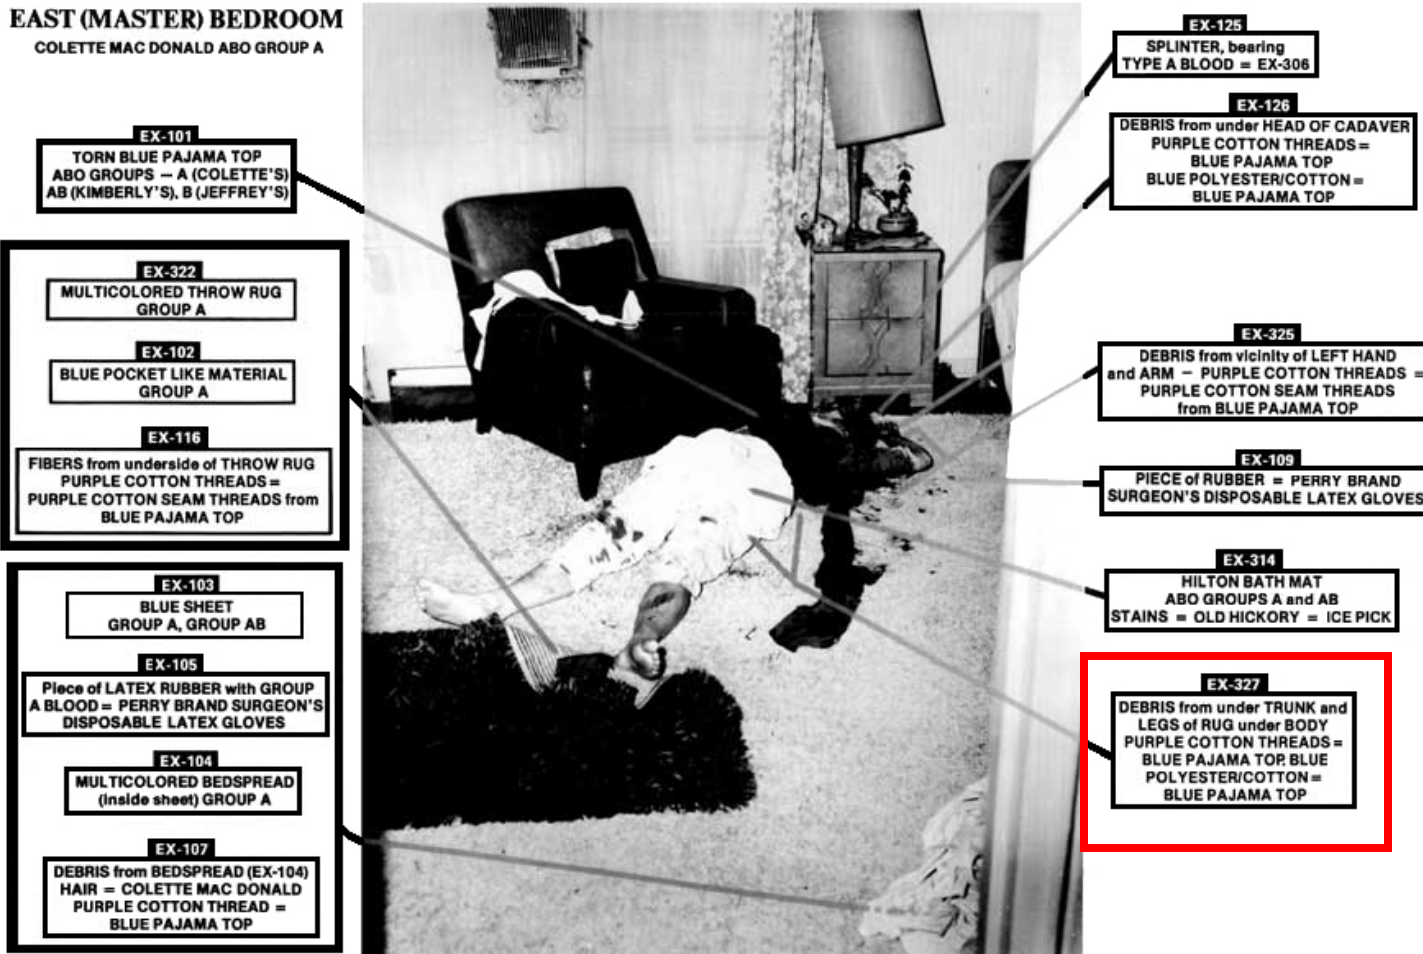 EAST (MASTER) BEDROOM
COLETTE MAC DONALD ABO GROUP A
EX-101
TORN BLUE PAJAMA TOP
ABO GROUPS — A (COLETTE'S)
AB (KIMBERLY'S), B (JEFFREY'S)
EX-322
MULTICOLORED THROW RUG
GROUP A
EX-102
BLUE POCKET LIKE MATERIAL
GROUP A
EX-116
FIBERS from underside of THROW RUG
PURPLE COTTON THREADS =
PURPLE COTTON SEAM THREADS from
BLUE PAJAMA TOP
EX-103
BLUE SHEET
GROUP A, GROUP AB
EX-105
Piece of LATEX RUBBER with GROUP
A BLOOD = PERRY BRAND SURGEON'S
DISPOSABLE LATEX GLOVES
EX-104
MULTICOLORED BEDSPREAD
(inside sheet) GROUP A
EX-107
DEBRIS from BEDSPREAD (EX-104)
HAIR = COLETTE MAC DONALD
PURPLE COTTON THREAD =
BLUE PAJAMA TOP
EX-125
SPLINTER, bearing
TYPE A BLOOD = EX-306
EX-126
DEBRIS from under HEAD OF CADAVER
PURPLE COTTON THREADS =
BLUE PAJAMA TOP
BLUE POLYESTER/COTTON =
BLUE PAJAMA TOP
EX-325
DEBRIS from vicinity of LEFT HAND
and ARM — PURPLE COTTON THREADS =
PURPLE COTTON SEAM THREADS
from BLUE PAJAMA TOP
EX-109
PIECE of RUBBER = PERRY BRAND
SURGEON'S DISPOSABLE LATEX GLOVES
EX-314
HILTON BATH MAT
ABO GROUPS A and AB
STAINS = OLD HICKORY = ICE PICK
EX-327
DEBRIS from under TRUNK and
LEGS of RUG under BODY
PURPLE COTTON THREADS =
BLUE PAJAMA TOP. BLUE
POLYESTER/COTTON =
BLUE PAJAMA TOP